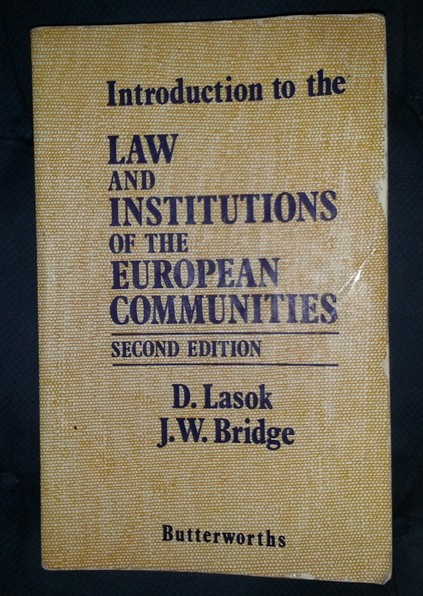 Introduction to the
LAW
AND
INSTITUTIONS
OF THE
EUROPEAN
COMMUNITIES
SECOND EDITION
D. Lasok
J.W. Bridge
Butterworths